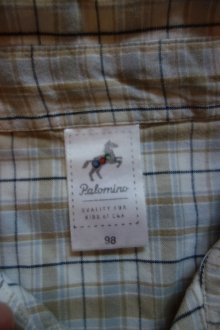 Palomino
QUALITY FOR
KIDS AT C&A
98